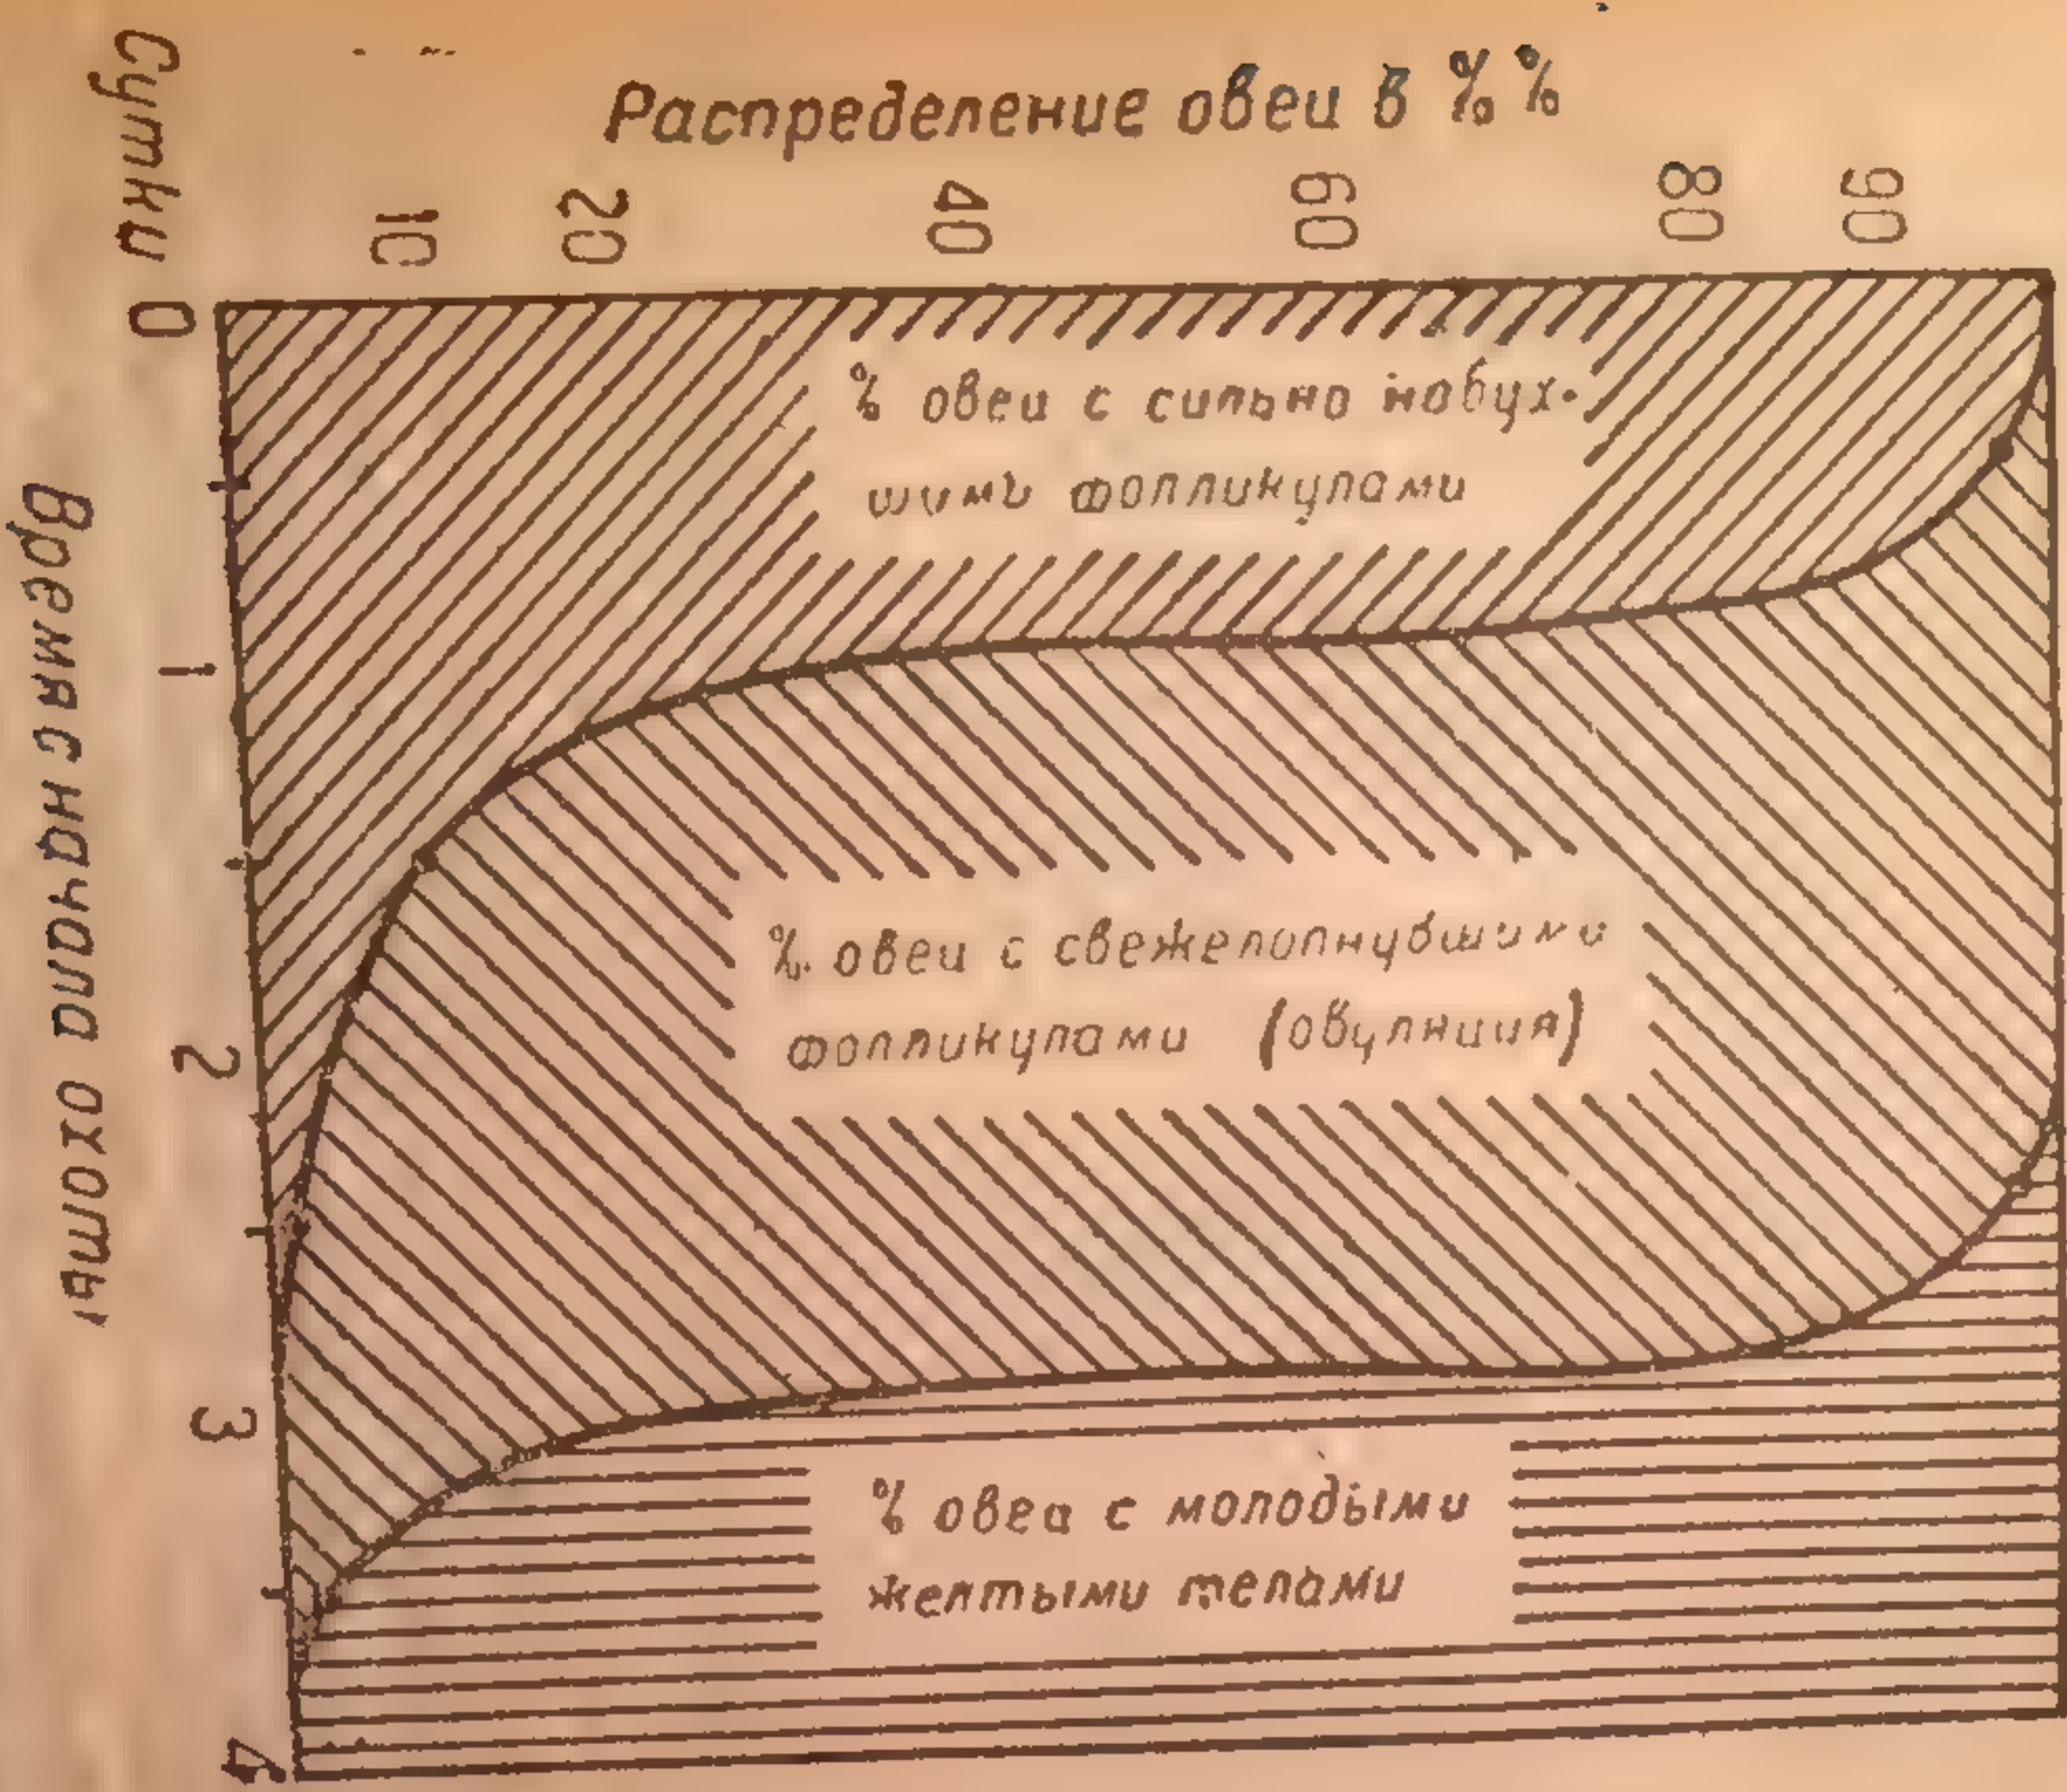 Распределение овец в %%
Сутки
10 20 40 60 80 90
0
1
2
3
4
Время с начала охоты
% овец с сильно набух-
шими фолликулами
% овец с свежелопнувшими
фолликулами (овуляция)
% овец с молодыми
желтыми телами